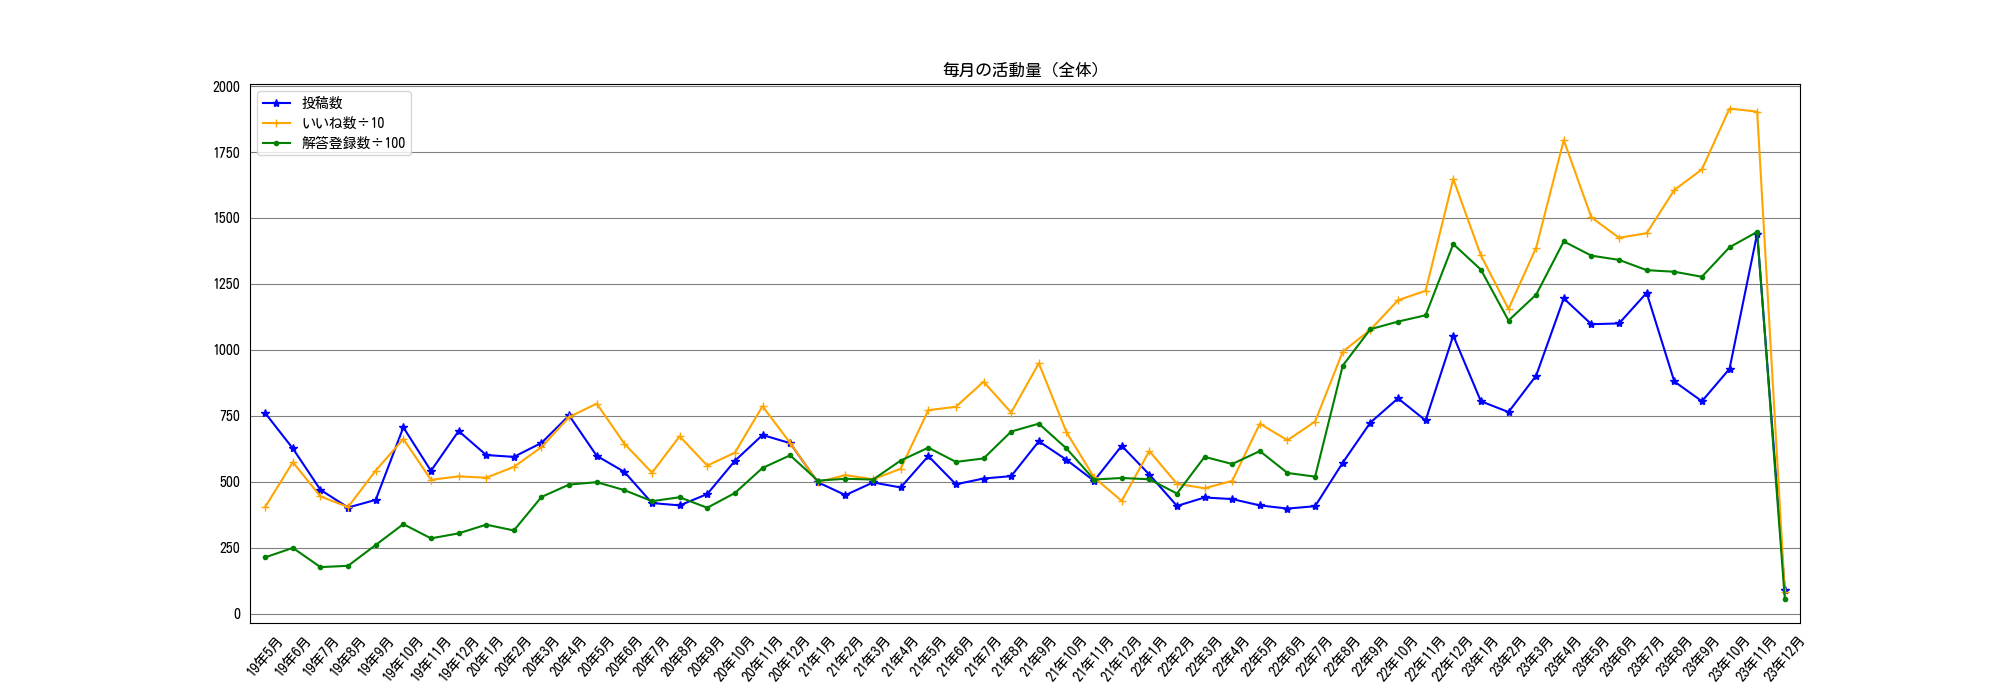 毎月の活動量（全体）
投稿数
いいね数÷10
解答登録数÷100
2000
1750
1500
1250
1000
750
500
250
0
19年5月
19年6月
19年7月
19年8月
19年9月
19年10月
19年11月
19年12月
20年1月
20年2月
20年3月
20年4月
20年5月
20年6月
20年7月
20年8月
20年9月
20年10月
20年11月
20年12月
21年1月
21年2月
21年3月
21年4月
21年5月
21年6月
21年7月
21年8月
21年9月
21年10月
21年11月
21年12月
22年1月
22年2月
22年3月
22年4月
22年5月
22年6月
22年7月
22年8月
22年9月
22年10月
22年11月
22年12月
23年1月
23年2月
23年3月
23年4月
23年5月
23年6月
23年7月
23年8月
23年9月
23年10月
23年11月
23年12月